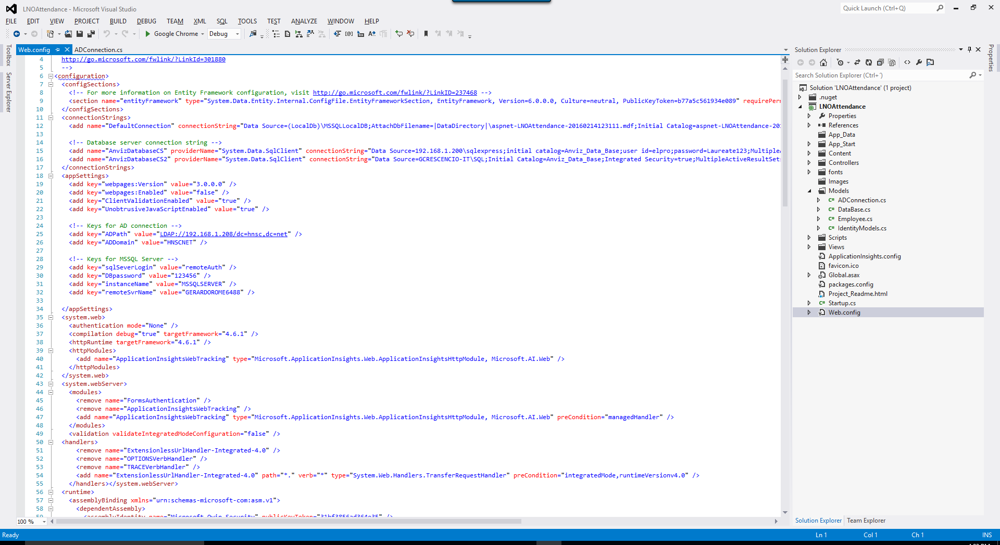 LNOAttendance - Microsoft Visual Studio
Quick Launch (Ctrl+Q)
FILE EDIT VIEW PROJECT BUILD DEBUG TEAM XML SQL TOOLS TEST ANALYZE WINDOW HELP
Google Chrome Debug
Toolbox
Server Explorer
Web.config ADConnection.cs
4 http://go.microsoft.com/fwlink/?LinkId=301880
5 -->
6 <configuration>
7 <configSections>
8 <!-- For more information on Entity Framework configuration, visit http://go.microsoft.com/fwlink/?LinkID=237468 -->
9 <section name="entityFramework" type="System.Data.Entity.Internal.ConfigFile.EntityFrameworkSection, EntityFramework, Version=6.0.0.0, Culture=neutral, PublicKeyToken=b77a5c561934e089" requirePer
10 </configSections>
11 <connectionStrings>
12 <add name="DefaultConnection" connectionString="Data Source=(LocalDb)\MSSQLLocalDB;AttachDbFilename=|DataDirectory|\aspnet-LNOAttendance-20160214123111.mdf;Initial Catalog=aspnet-LNOAttendance-20
13
14 <!-- Database server connection string -->
15 <add name="AnvizDatabaseCS" providerName="System.Data.SqlClient" connectionString="Data Source=192.168.1.200\sqlexpress;initial catalog=Anviz_Data_Base;user id=elpro;password=Laureate123;Multiple
16 <add name="AnvizDatabaseCS2" providerName="System.Data.SqlClient" connectionString="Data Source=GCRESCENCIO-IT\SQL;Initial Catalog=Anviz_Data_Base;Integrated Security=true;MultipleActiveResultSet
17 </connectionStrings>
18 <appSettings>
19 <add key="webpages:Version" value="3.0.0.0" />
20 <add key="webpages:Enabled" value="false" />
21 <add key="ClientValidationEnabled" value="true" />
22 <add key="UnobtrusiveJavaScriptEnabled" value="true" />
23
24 <!-- Keys for AD connection -->
25 <add key="ADPath" value="LDAP://192.168.1.208/dc=hnsc,dc=net" />
26 <add key="ADDomain" value="HNSCNET" />
27
28 <!-- Keys for MSSQL Server -->
29 <add key="sqlSeverLogin" value="remoteAuth" />
30 <add key="DBpassword" value="123456" />
31 <add key="instanceName" value="MSSQLSERVER" />
32 <add key="remoteSvrName" value="GERARDOROME6488" />
33
34 </appSettings>
35 <system.web>
36 <authentication mode="None" />
37 <compilation debug="true" targetFramework="4.6.1" />
38 <httpRuntime targetFramework="4.6.1" />
39 <httpModules>
40 <add name="ApplicationInsightsWebTracking" type="Microsoft.ApplicationInsights.Web.ApplicationInsightsHttpModule, Microsoft.AI.Web" />
41 </httpModules>
42 </system.web>
43 <system.webServer>
44 <modules>
45 <remove name="FormsAuthentication" />
46 <remove name="ApplicationInsightsWebTracking" />
47 <add name="ApplicationInsightsWebTracking" type="Microsoft.ApplicationInsights.Web.ApplicationInsightsHttpModule, Microsoft.AI.Web" preCondition="managedHandler" />
48 </modules>
49 <validation validateIntegratedModeConfiguration="false" />
50 <handlers>
51 <remove name="ExtensionlessUrlHandler-Integrated-4.0" />
52 <remove name="OPTIONSVerbHandler" />
53 <remove name="TRACEVerbHandler" />
54 <add name="ExtensionlessUrlHandler-Integrated-4.0" path="*." verb="*" type="System.Web.Handlers.TransferRequestHandler" preCondition="integratedMode,runtimeVersionv4.0" />
55 </handlers></system.webServer>
56 <runtime>
57 <assemblyBinding xmlns="urn:schemas-microsoft-com:asm.v1">
58 <dependentAssembly>
100 %
Solution Explorer
Search Solution Explorer (Ctrl+´)
Solution 'LNOAttendance' (1 project)
.nuget
LNOAttendance
Properties
References
App_Data
App_Start
Content
Controllers
fonts
Images
Models
C# ADConnection.cs
C# DataBase.cs
C# Employee.cs
C# IdentityModels.cs
Scripts
Views
ApplicationInsights.config
favicon.ico
Global.asax
packages.config
Project_Readme.html
C# Startup.cs
Web.config
Solution Explorer Team Explorer
Properties
Ready Ln 1 Col 1 Ch 1 INS